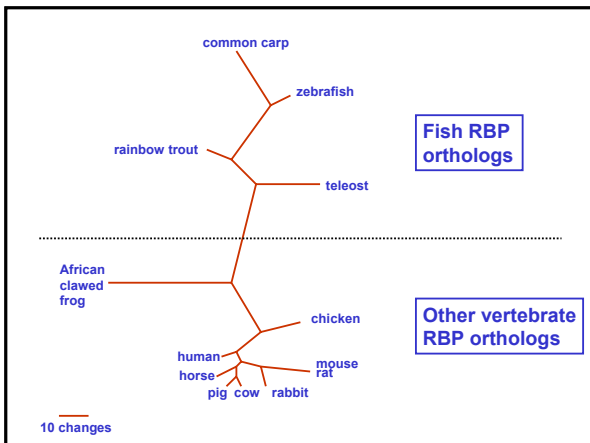 common carp
zebrafish
rainbow trout
Fish RBP
orthologs
teleost
African
clawed
frog
chicken
Other vertebrate
RBP orthologs
human
mouse
rat
horse
pig cow rabbit
10 changes